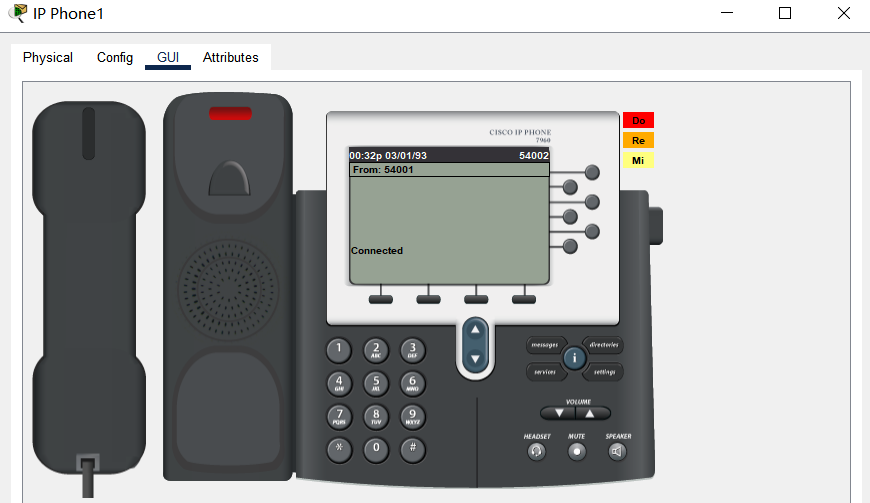 IP Phone1
Physical Config GUI Attributes
CISCO IP PHONE
7960
00:32p 03/01/93 54002
From: 54001
Connected
Do
Re
Mi
1 2 ABC 3 DEF
4 GHI 5 JKL 6 MNO
7 PQRS 8 TUV 9 WXYZ
* 0 #
messages directories
i
services settings
VOLUME
HEADSET MUTE SPEAKER